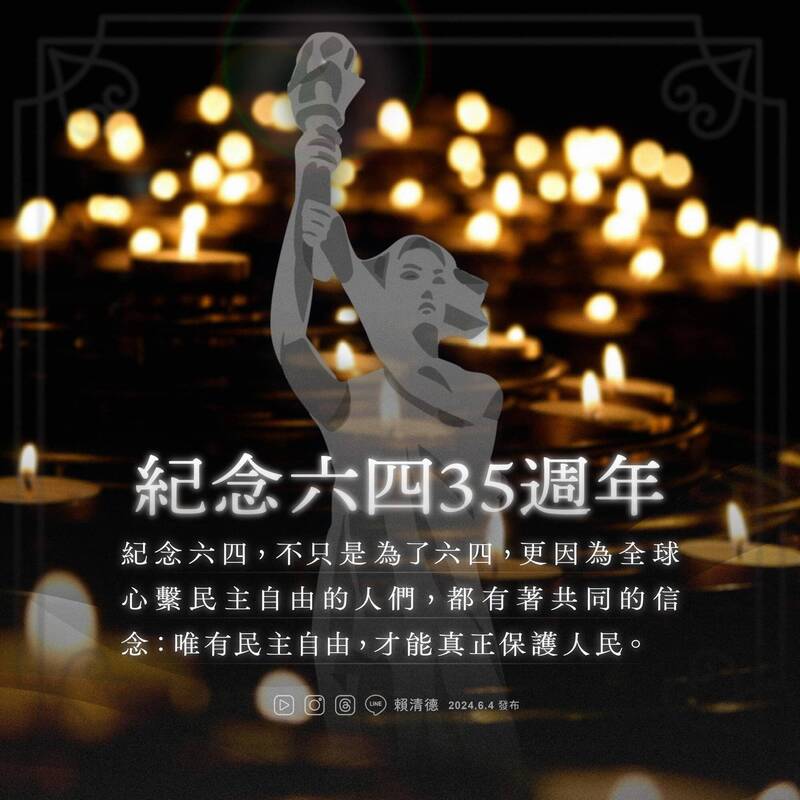 紀念六四35週年
紀念六四，不只是為了六四，更因為全球
心繫民主自由的人們，都有著共同的信
念：唯有民主自由，才能真正保護人民。
LINE 賴清德 2024.6.4 發布